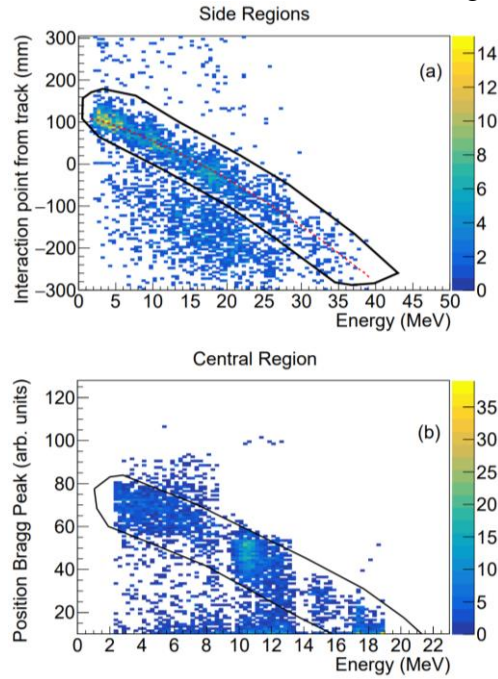 Side Regions
(a)
Interaction point from track (mm)
300
200
100
0
−100
−200
−300
0 5 10 15 20 25 30 35 40 45 50
Energy (MeV)
14
12
10
8
6
4
2
0
Central Region
(b)
Position Bragg Peak (arb. units)
120
100
80
60
40
20
0 2 4 6 8 10 12 14 16 18 20 22
Energy (MeV)
35
30
25
20
15
10
5
0